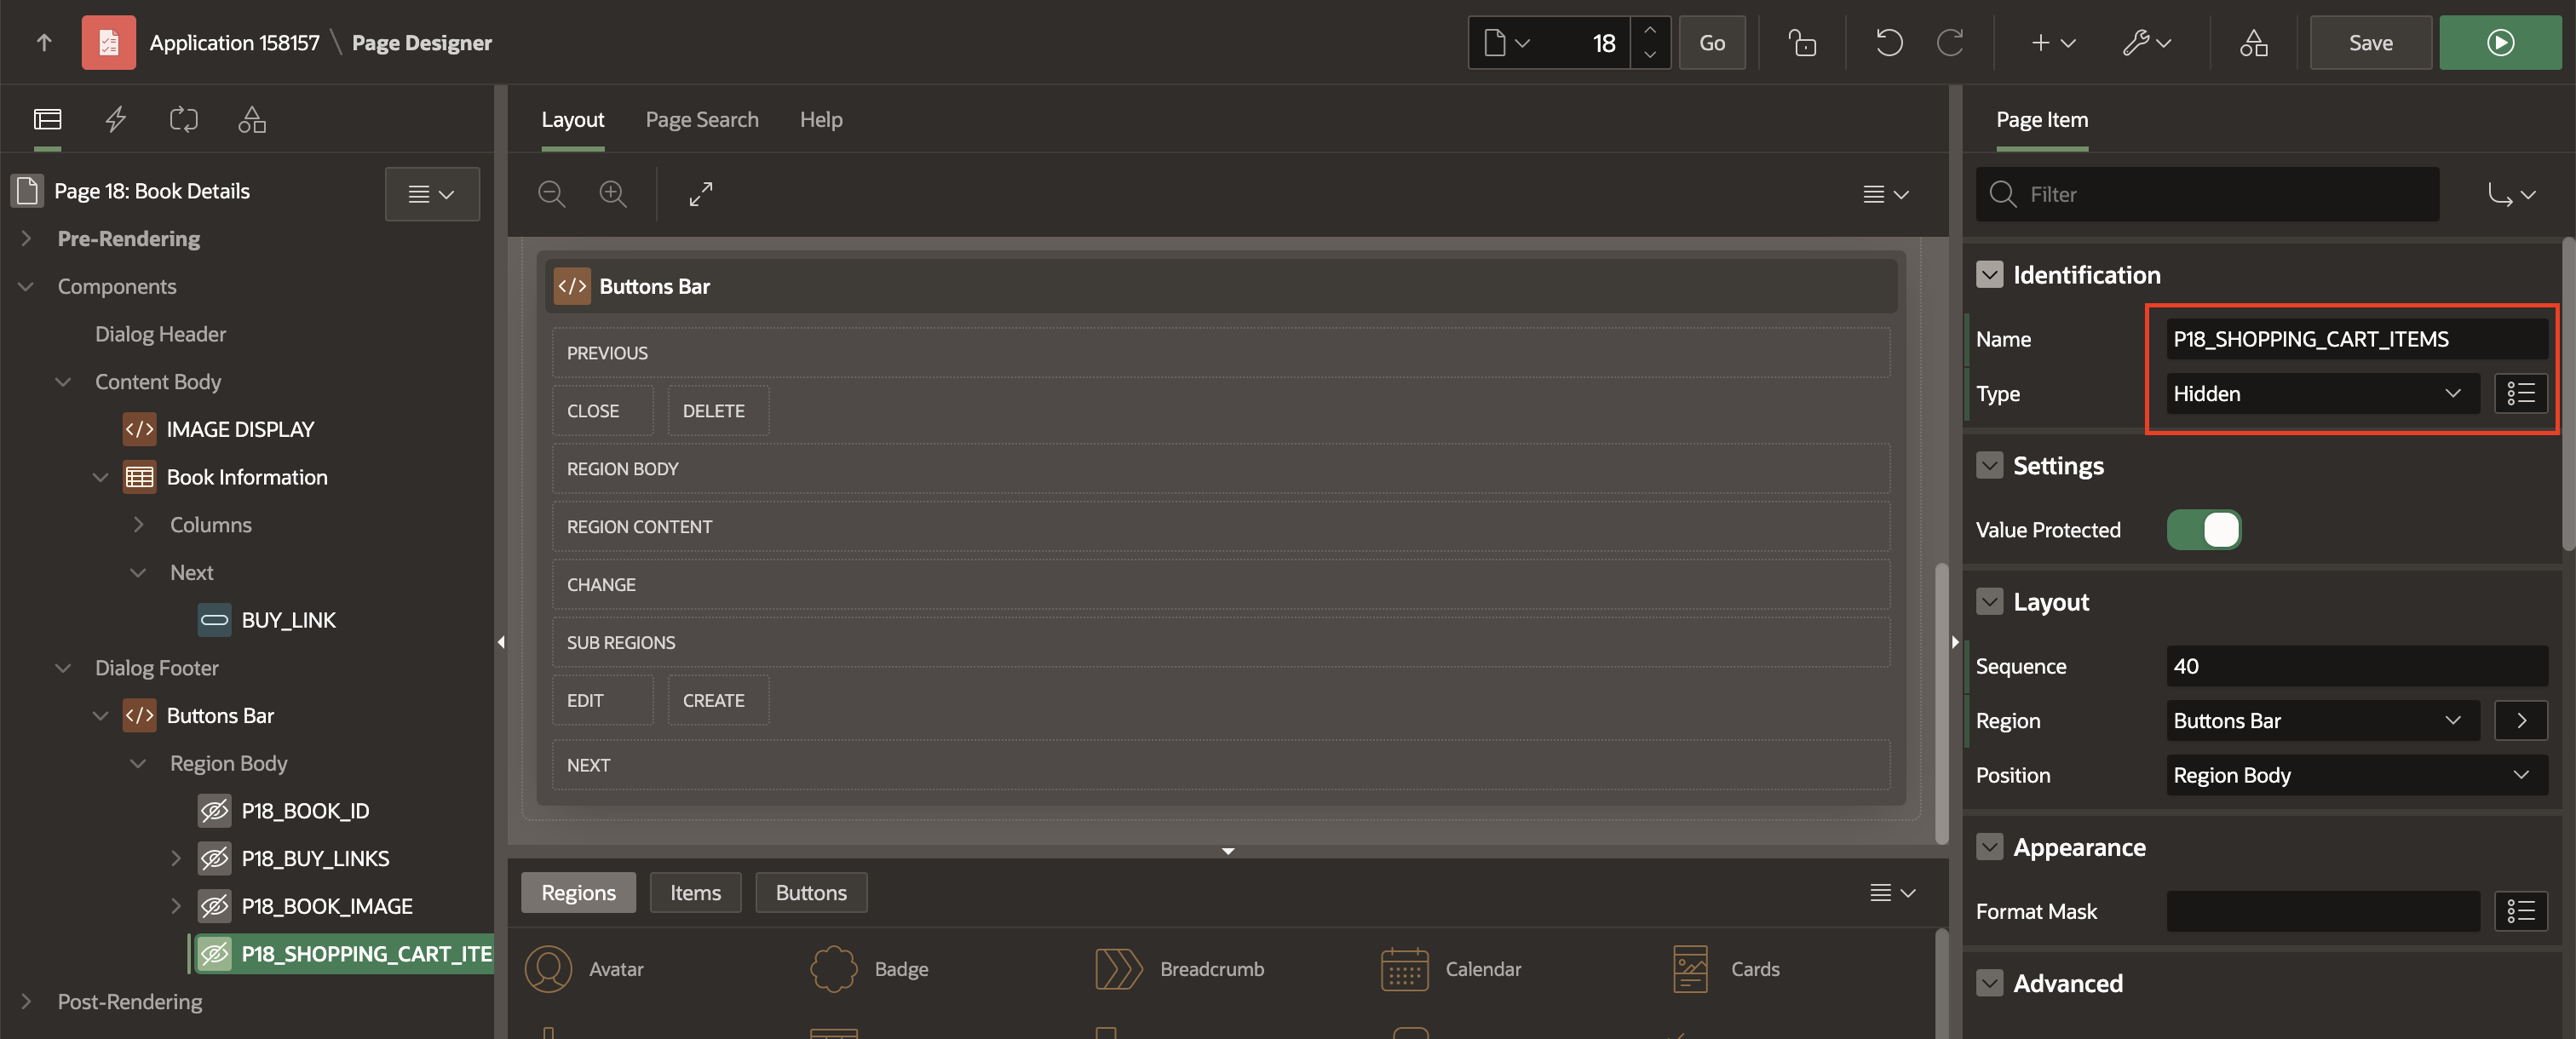 Application 158157 \ Page Designer
18
Go
Save
Page 18: Book Details
Pre-Rendering
Components
Dialog Header
Content Body
IMAGE DISPLAY
Book Information
Columns
Next
BUY_LINK
Dialog Footer
Buttons Bar
Region Body
P18_BOOK_ID
P18_BUY_LINKS
P18_BOOK_IMAGE
P18_SHOPPING_CART_ITE
Post-Rendering
Layout
Page Search
Help
Buttons Bar
PREVIOUS
CLOSE
DELETE
REGION BODY
REGION CONTENT
CHANGE
SUB REGIONS
EDIT
CREATE
NEXT
Regions
Items
Buttons
Avatar
Badge
Breadcrumb
Calendar
Cards
Page Item
Filter
Identification
Name
P18_SHOPPING_CART_ITEMS
Type
Hidden
Settings
Value Protected
Layout
Sequence
40
Region
Buttons Bar
Position
Region Body
Appearance
Format Mask
Advanced